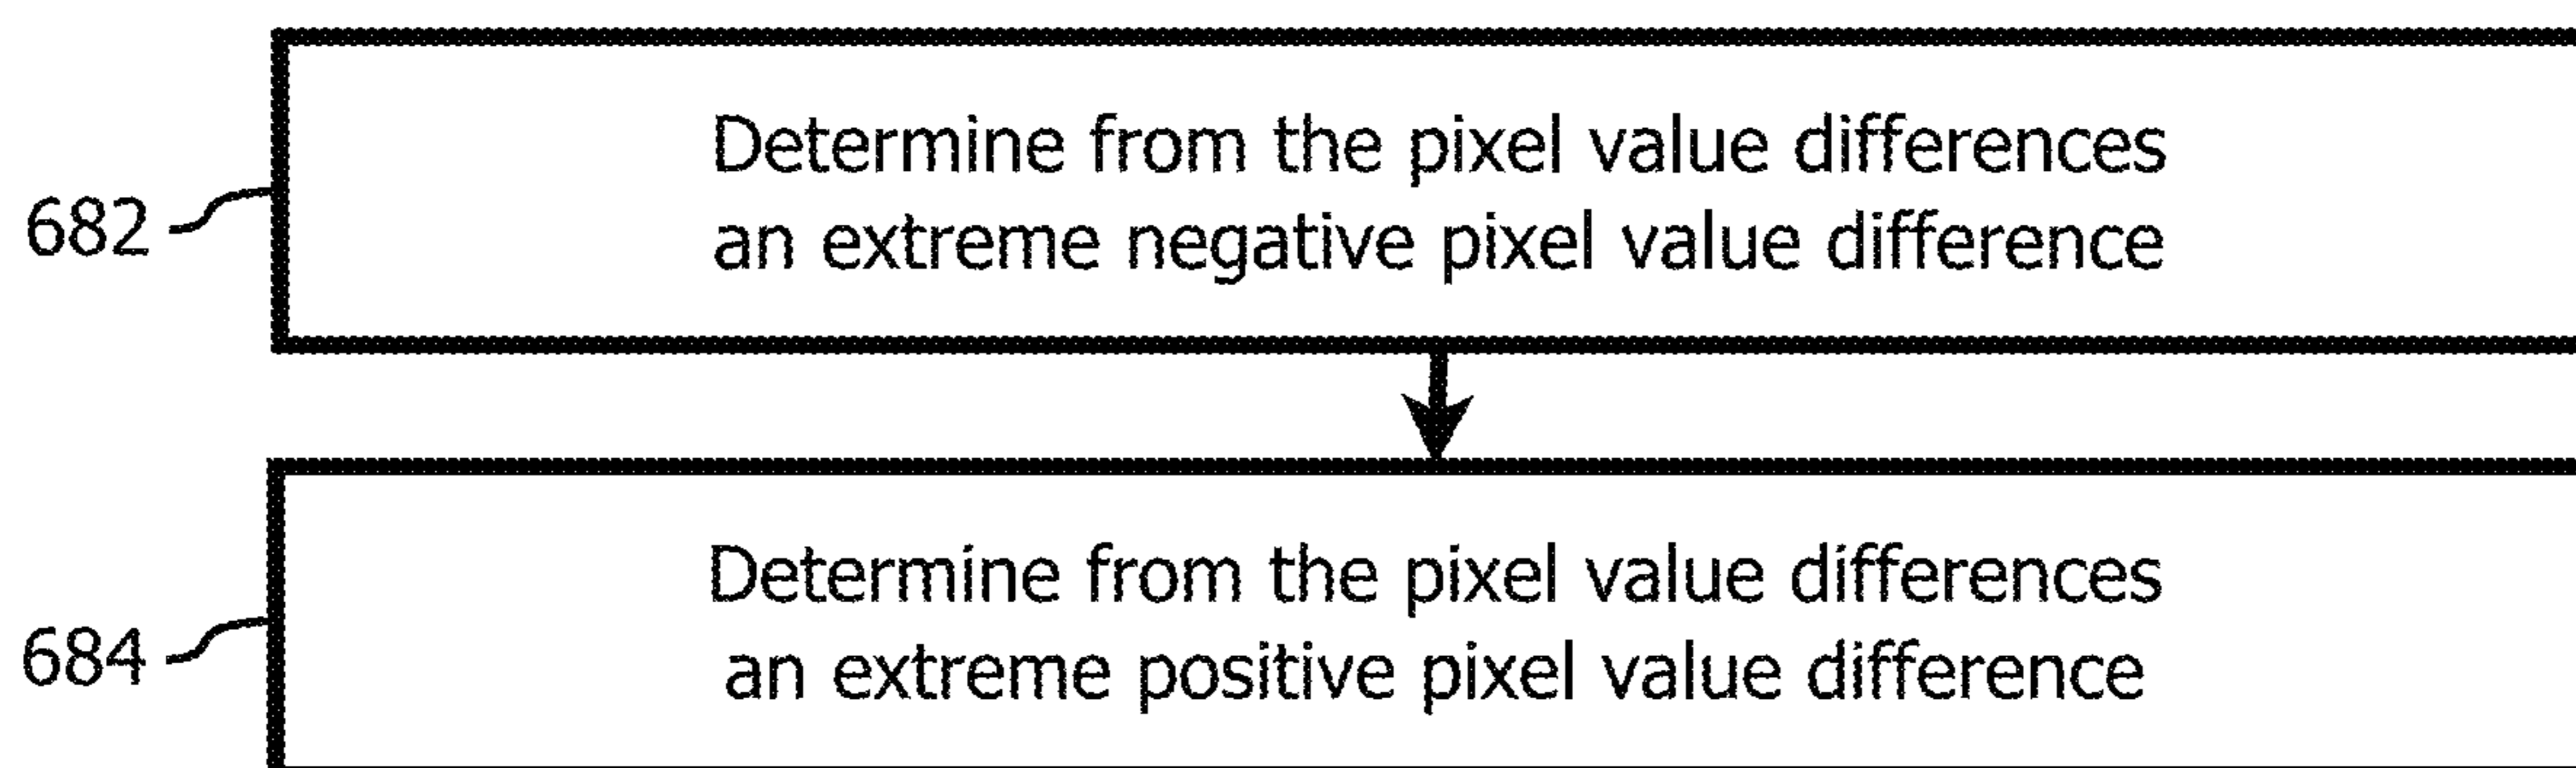 Determine from the pixel value differences
682
an extreme negative pixel value difference
Determine from the pixel value differences
684
an extreme positive pixel value difference